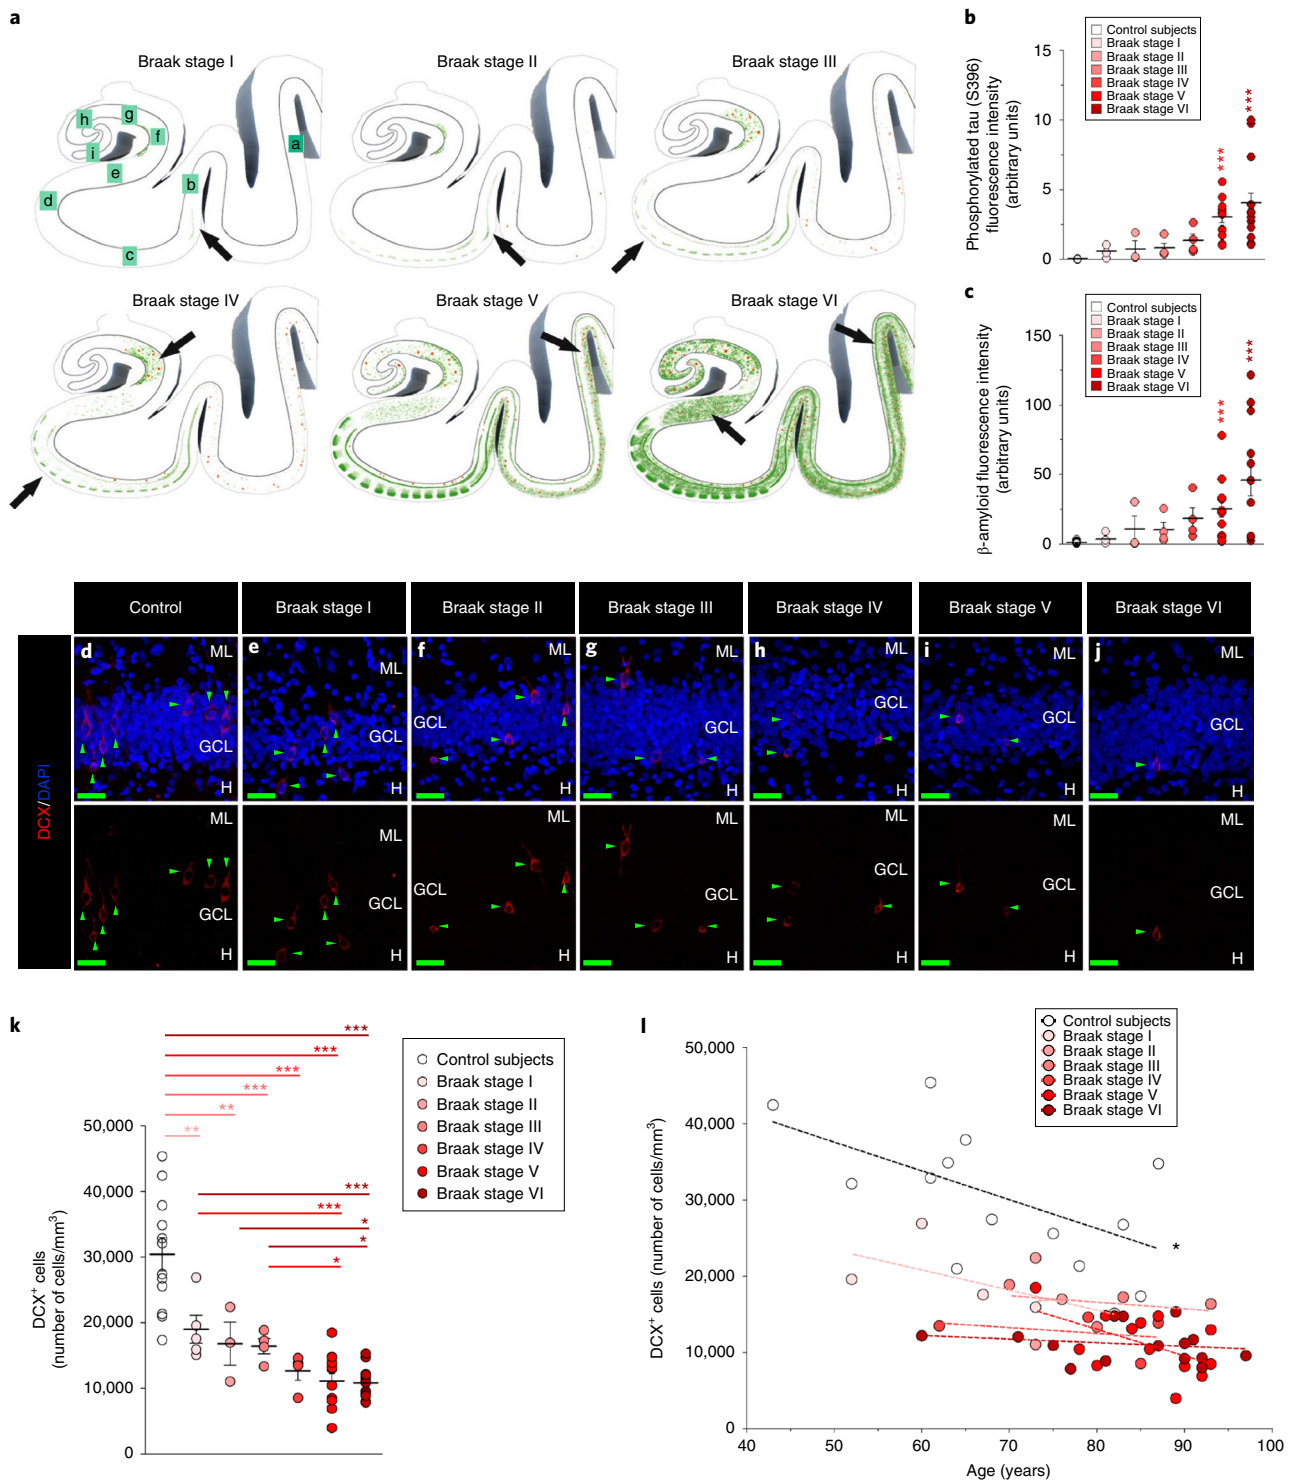 a
Braak stage I
Braak stage II
Braak stage III
h
g
f
i
e
a
b
d
c
Braak stage IV
Braak stage V
Braak stage VI
b
Control subjects
Braak stage I
Braak stage II
Braak stage III
Braak stage IV
Braak stage V
Braak stage VI
Phosphorylated tau (S396)
fluorescence intensity
(arbitrary units)
15
10
5
0
***
***
c
Control subjects
Braak stage I
Braak stage II
Braak stage III
Braak stage IV
Braak stage V
Braak stage VI
β-amyloid fluorescence intensity
(arbitrary units)
150
100
50
0
***
***
Control
Braak stage I
Braak stage II
Braak stage III
Braak stage IV
Braak stage V
Braak stage VI
DCX/DAPI
d
ML
GCL
H
e
ML
GCL
H
f
ML
GCL
H
g
ML
GCL
H
h
ML
GCL
H
i
ML
GCL
H
j
ML
GCL
H
ML
GCL
H
ML
GCL
H
ML
GCL
H
ML
GCL
H
ML
GCL
H
ML
GCL
H
ML
GCL
H
k
***
***
***
***
**
**
***
***
*
*
*
Control subjects
Braak stage I
Braak stage II
Braak stage III
Braak stage IV
Braak stage V
Braak stage VI
DCX⁺ cells
(number of cells/mm³)
50,000
40,000
30,000
20,000
10,000
0
l
Control subjects
Braak stage I
Braak stage II
Braak stage III
Braak stage IV
Braak stage V
Braak stage VI
DCX⁺ cells (number of cells/mm³)
50,000
40,000
30,000
20,000
10,000
0
*
40 50 60 70 80 90 100
Age (years)